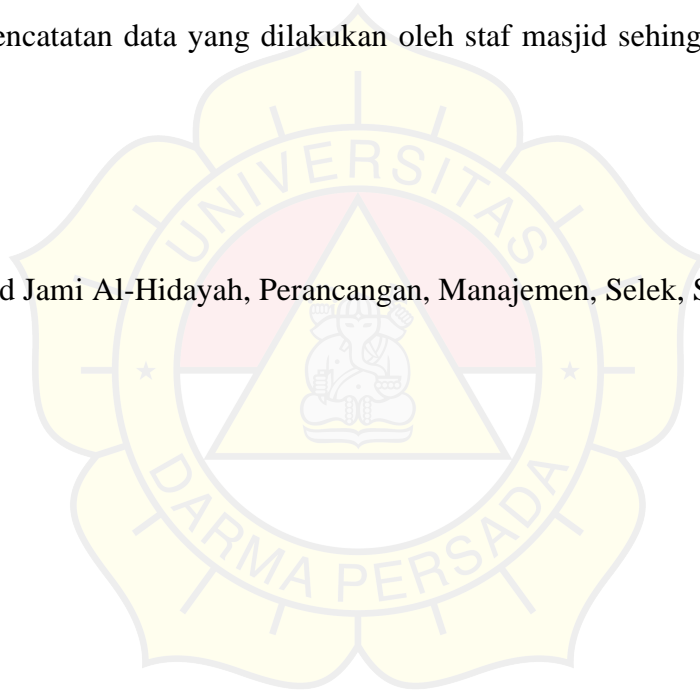 encatatan data yang dilakukan oleh staf masjid sehing
UNIVERSITAS
d Jami Al-Hidayah, Perancangan, Manajemen, Selek, S
DARMA PERSADA